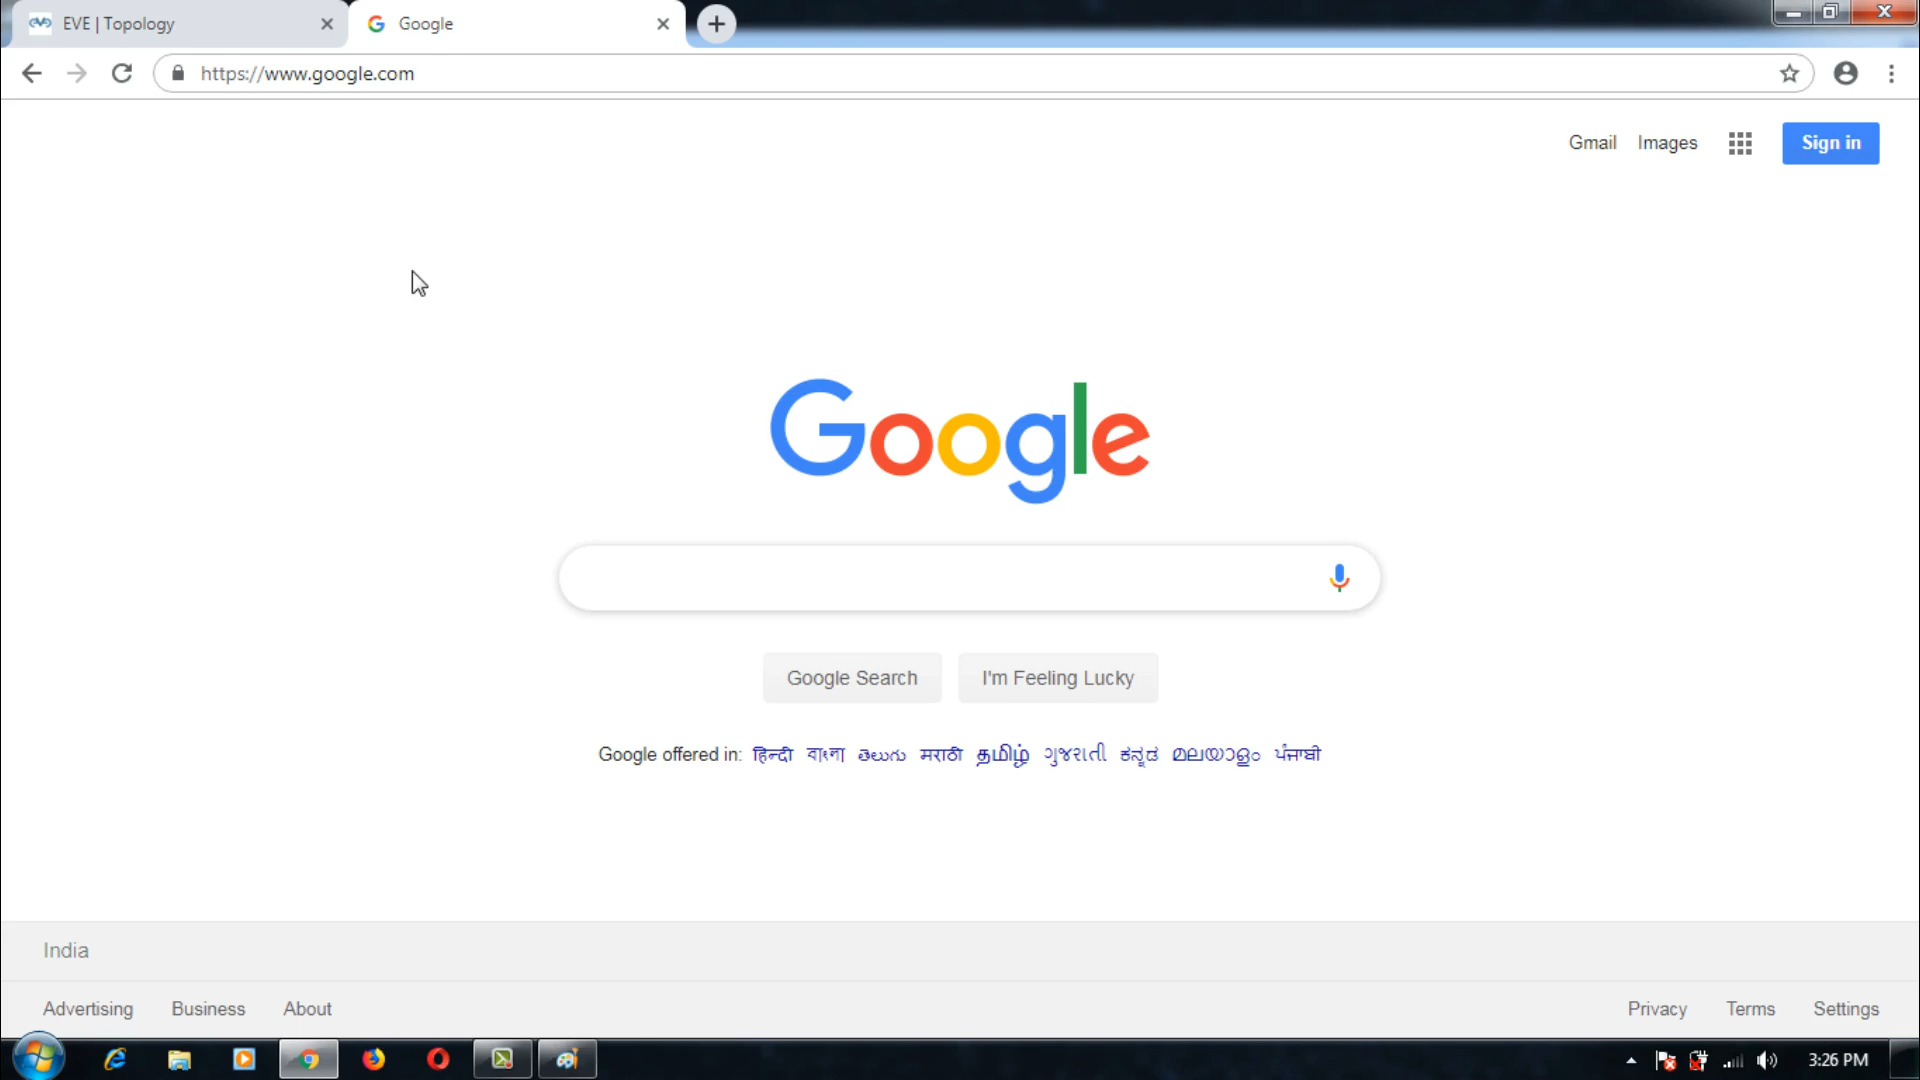 EVE | Topology
Google
https://www.google.com
Gmail Images Sign in
Google
Google Search I'm Feeling Lucky
Google offered in: हिन्दी বাংলা తెలుగు मराठी தமிழ் ગુજરાતી ಕನ್ನಡ മലയാളം ਪੰਜਾਬੀ
India
Advertising Business About Privacy Terms Settings
3:26 PM